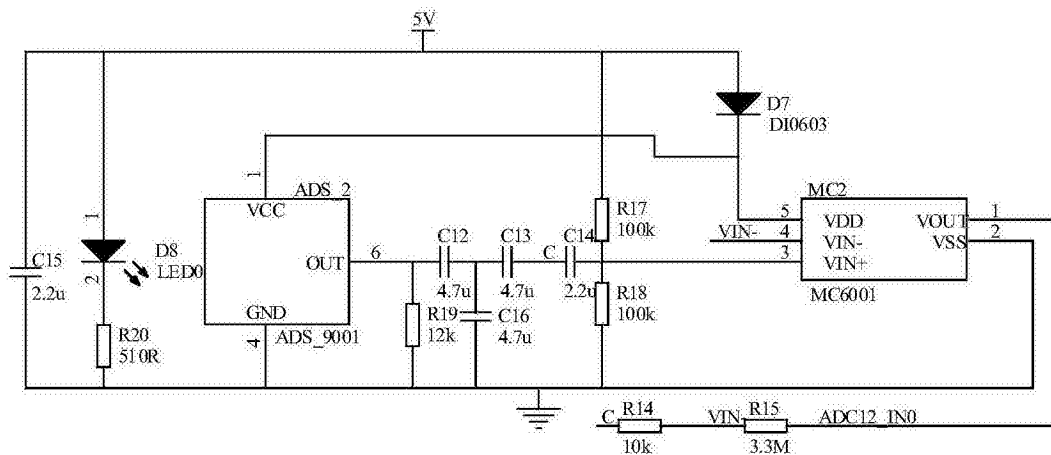 5V
D7
DI0603
1
ADS_2
MC2
VCC
R17
5
VDD
VOUT
1
1
D8
C12
C13
C14
100k
VIN-
4
VIN-
VSS
2
C15
LED0
OUT
6
C
3
VIN+
2.2u
2
4.7u
4.7u
2.2u
R18
MC6001
GND
R19
C16
100k
R20
4
ADS_9001
12k
4.7u
510R
C
R14
VIN-
R15
ADC12_IN0
10k
3.3M